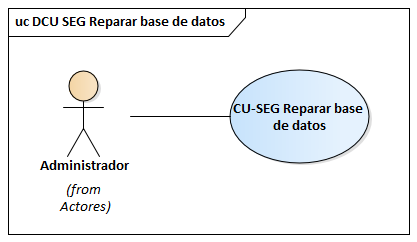 uc DCU SEG Reparar base de datos
CU-SEG Reparar base
de datos
Administrador
(from
Actores)